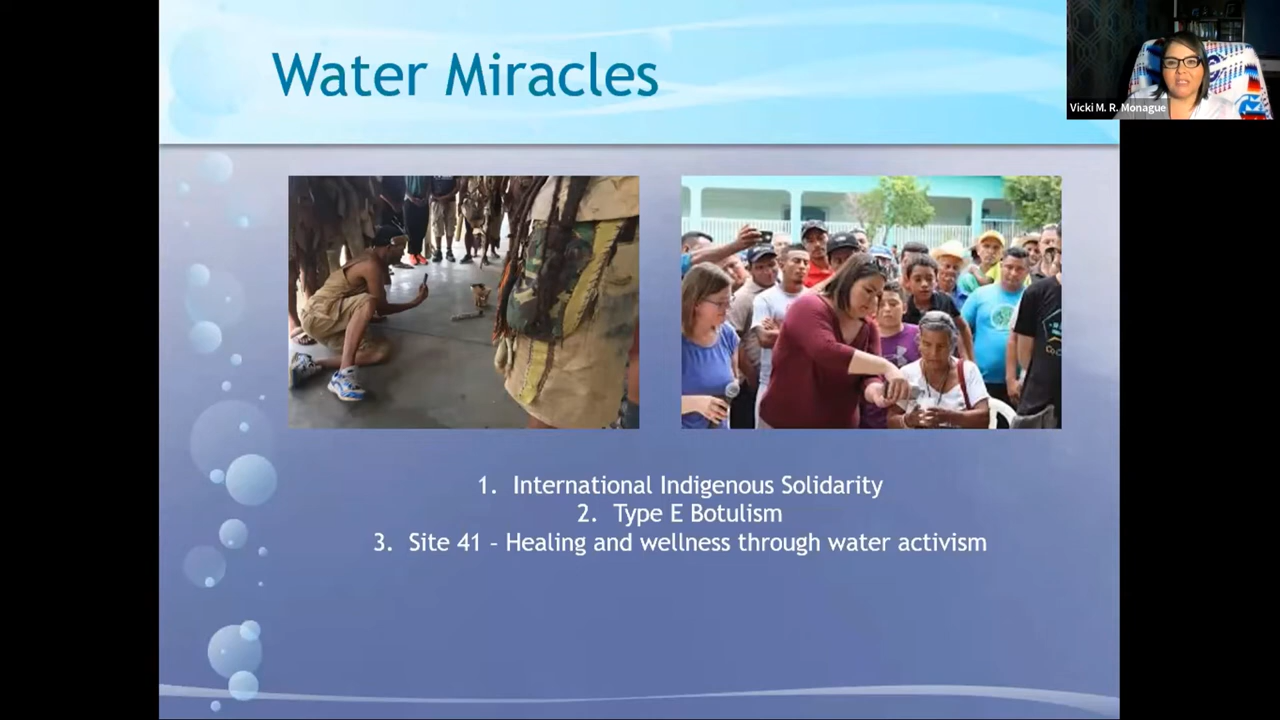 Water Miracles
Vicki M. R. Monague
1. International Indigenous Solidarity
2. Type E Botulism
3. Site 41 – Healing and wellness through water activism